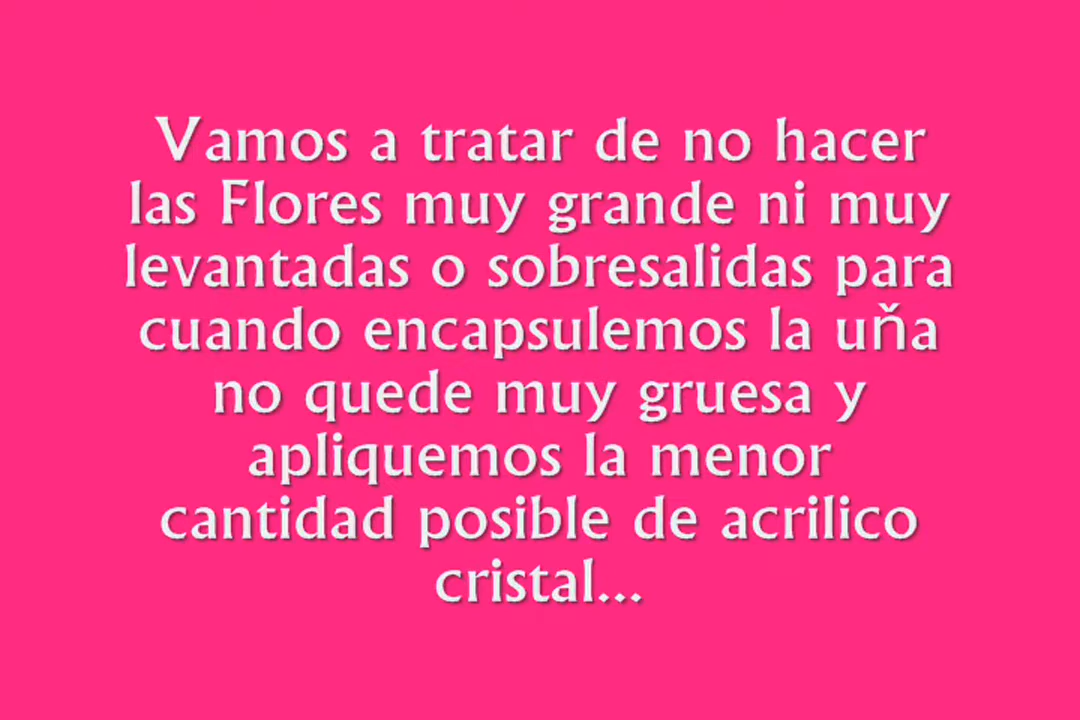 Vamos a tratar de no hacer
las Flores muy grande ni muy
levantadas o sobresalidas para
cuando encapsulemos la uňa
no quede muy gruesa y
apliquemos la menor
cantidad posible de acrilico
cristal...